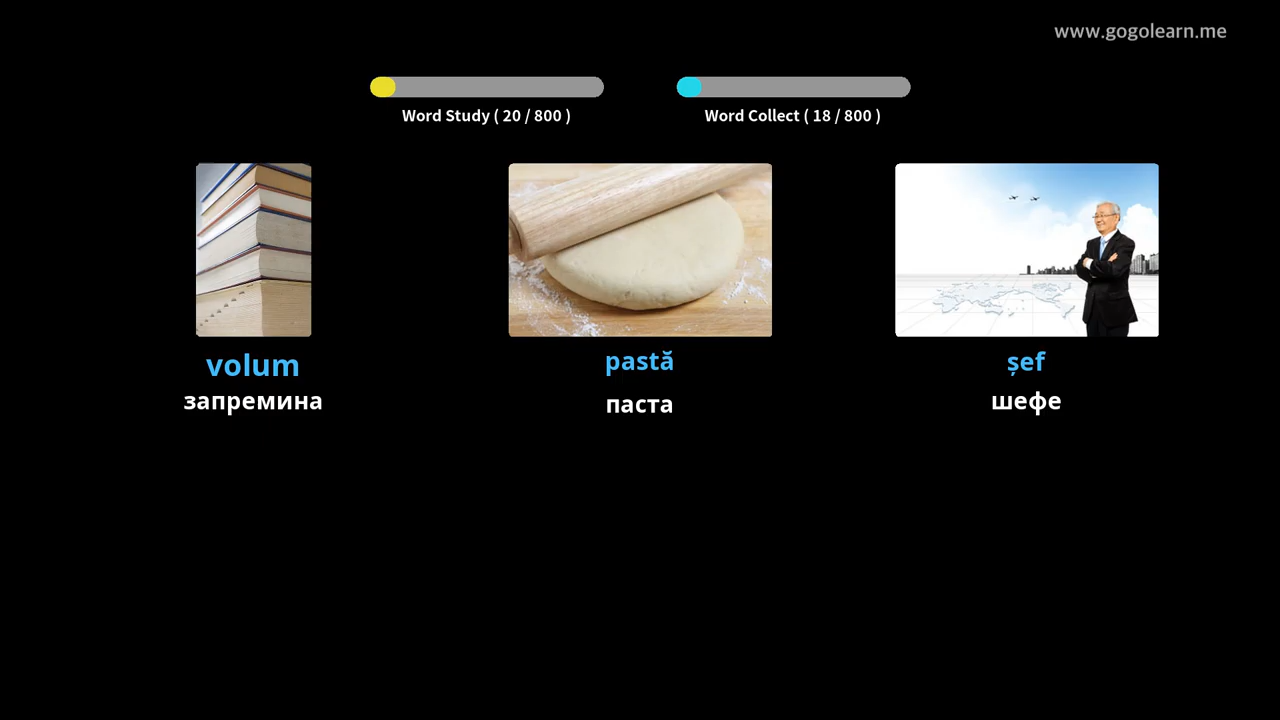 www.gogolearn.me
Word Study ( 20 / 800 )
Word Collect ( 18 / 800 )
volum
запремина
pastă
паста
șef
шефе